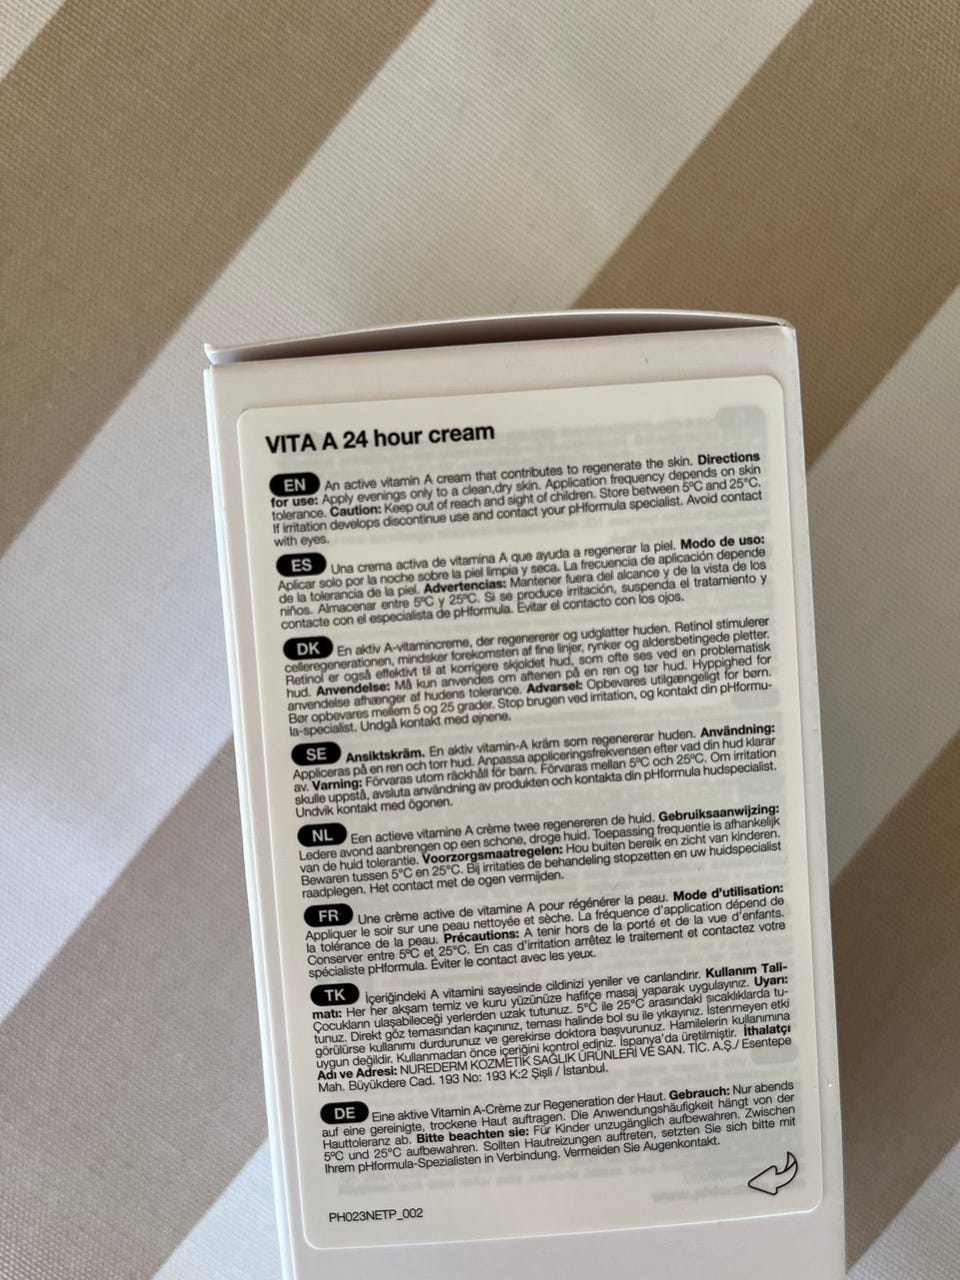 VITA A 24 hour cream
EN An active vitamin A cream that contributes to regenerate the skin. Directions
for use: Apply evenings only to a clean,dry skin. Application frequency depends on skin
tolerance. Caution: Keep out of reach and sight of children. Store between 5ºC and 25°C.
If irritation develops discontinue use and contact your pHformula specialist. Avoid contact
with eyes.
ES Una crema activa de vitamina A que ayuda a regenerar la piel. Modo de uso:
Aplicar solo por la noche sobre la piel limpia y seca. La frecuencia de aplicación depende
de la tolerancia de la piel. Advertencias: Mantener fuera del alcance y de la vista de los
niños. Almacenar entre 5ºC y 25ºC. Si se produce irritación, suspenda el tratamiento y
contacte con el especialista de pHformula. Evitar el contacto con los ojos.
DK En aktiv A-vitamincreme, der regenererer og udglatter huden. Retinol stimulerer
celleregenerationen, mindsker forekomsten af fine linjer, rynker og aldersbetingede pletter.
Retinol er også effektivt til at korrigere skjoldet hud, som ofte ses ved en problematisk
hud. Anvendelse: Må kun anvendes om aftenen på en ren og tør hud. Hyppighed for
anvendelse afhænger af hudens tolerance. Advarsel: Opbevares utilgængeligt for børn.
Bør opbevares mellem 5 og 25 grader. Stop brugen ved irritation, og kontakt din pHformu-
la-specialist. Undgå kontakt med øjnene.
SE Ansiktskräm. En aktiv vitamin-A kräm som regenererar huden. Användning:
Appliceras på en ren och torr hud. Anpassa appliceringsfrekvensen efter vad din hud klarar
av. Varning: Förvaras utom räckhåll för barn. Förvaras mellan 5ºC och 25ºC. Om irritation
skulle uppstå, avsluta användning av produkten och kontakta din pHformula hudspecialist.
Undvik kontakt med ögonen.
NL Een actieve vitamine A crème twee regenereren de huid. Gebruiksaanwijzing:
Ledere avond aanbrengen op een schone, droge huid. Toepassing frequentie is afhankelijk
van de huid tolerantie. Voorzorgsmaatregelen: Hou buiten bereik en zicht van kinderen.
Bewaren tussen 5°C en 25°C. Bij irritaties de behandeling stopzetten en uw huidspecialist
raadplegen. Het contact met de ogen vermijden.
FR Une crème active de vitamine A pour régénérer la peau. Mode d'utilisation:
Appliquer le soir sur une peau nettoyée et sèche. La fréquence d'application dépend de
la tolérance de la peau. Précautions: A tenir hors de la porté et de la vue d'enfants.
Conserver entre 5ºC et 25ºC. En cas d'irritation arrêtez le traitement et contactez votre
spécialiste pHformula. Eviter le contact avec les yeux.
TK İçeriğindeki A vitamini sayesinde cildinizi yeniler ve canlandırır. Kullanım Tali-
matı: Her her akşam temiz ve kuru yüzünüze hafifçe masaj yaparak uygulayınız. Uyarı:
Çocukların ulaşabileceği yerlerden uzak tutunuz. 5°C ile 25°C arasındaki sıcaklıklarda tu-
tunuz. Direkt göz temasından kaçınınız, teması halinde bol su ile yıkayınız. İstenmeyen etki
görülürse kullanımı durdurunuz ve gerekirse doktora başvurunuz. Hamilelerin kullanımına
uygun değildir. Kullanmadan önce içeriğini kontrol ediniz. İspanya'da üretilmiştir. İthalatçı
Adı ve Adresi: NUREDERM KOZMETİK SAĞLIK ÜRÜNLERİ VE SAN. TİC. A.Ş./ Esentepe
Mah. Büyükdere Cad. 193 No: 193 K:2 Şişli / İstanbul.
DE Eine aktive Vitamin A-Crème zur Regeneration der Haut. Gebrauch: Nur abends
auf eine gereinigte, trockene Haut auftragen. Die Anwendungshäufigkeit hängt von der
Hauttoleranz ab. Bitte beachten sie: Für Kinder unzugänglich aufbewahren. Zwischen
5ºC und 25°C aufbewahren. Sollten Hautreizungen auftreten, setzten Sie sich bitte mit
Ihrem pHformula-Spezialisten in Verbindung. Vermeiden Sie Augenkontakt.
PH023NETP_002